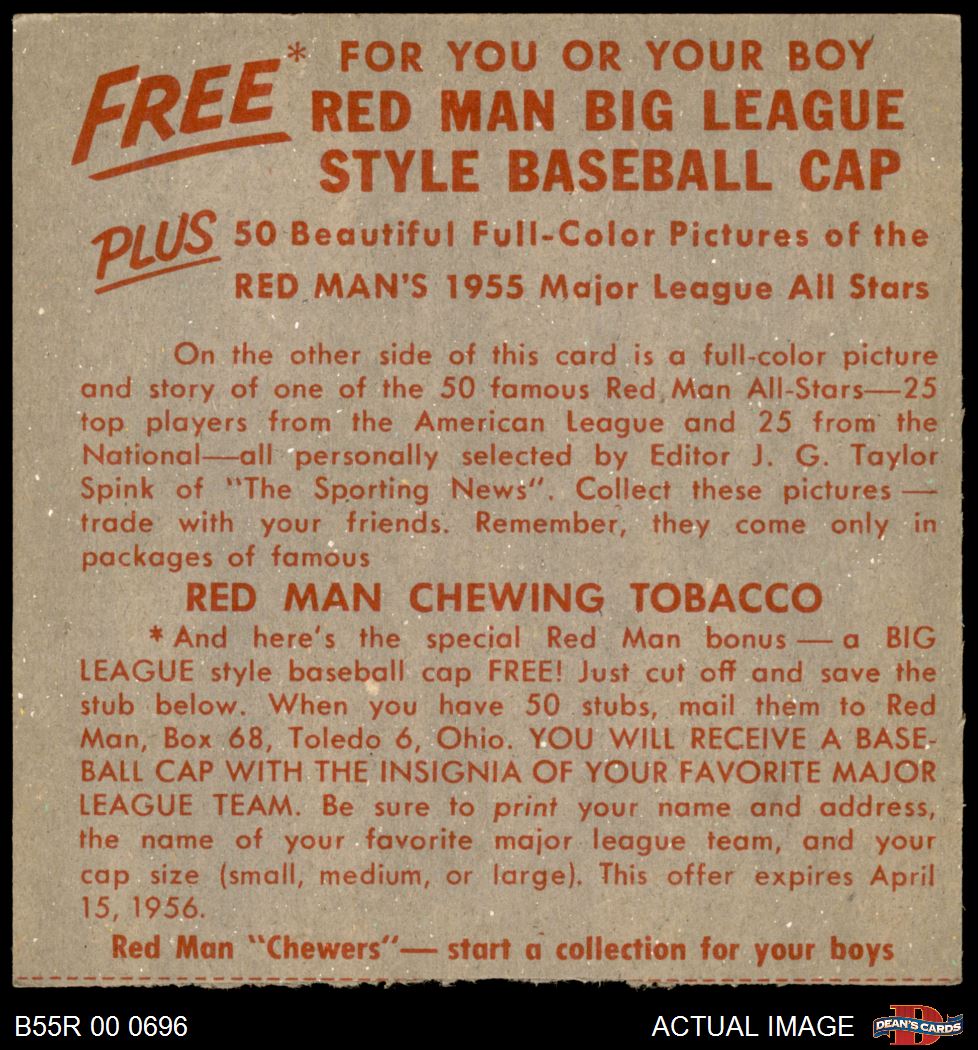 FREE* FOR YOU OR YOUR BOY
RED MAN BIG LEAGUE
STYLE BASEBALL CAP
PLUS 50 Beautiful Full-Color Pictures of the
RED MAN'S 1955 Major League All Stars
On the other side of this card is a full-color picture
and story of one of the 50 famous Red Man All-Stars—25
top players from the American League and 25 from the
National—all personally selected by Editor J. G. Taylor
Spink of "The Sporting News". Collect these pictures —
trade with your friends. Remember, they come only in
packages of famous
RED MAN CHEWING TOBACCO
* And here's the special Red Man bonus — a BIG
LEAGUE style baseball cap FREE! Just cut off and save the
stub below. When you have 50 stubs, mail them to Red
Man, Box 68, Toledo 6, Ohio. YOU WILL RECEIVE A BASE-
BALL CAP WITH THE INSIGNIA OF YOUR FAVORITE MAJOR
LEAGUE TEAM. Be sure to print your name and address,
the name of your favorite major league team, and your
cap size (small, medium, or large). This offer expires April
15, 1956.
Red Man "Chewers"— start a collection for your boys
B55R 00 0696
ACTUAL IMAGE
D
DEAN'S CARDS